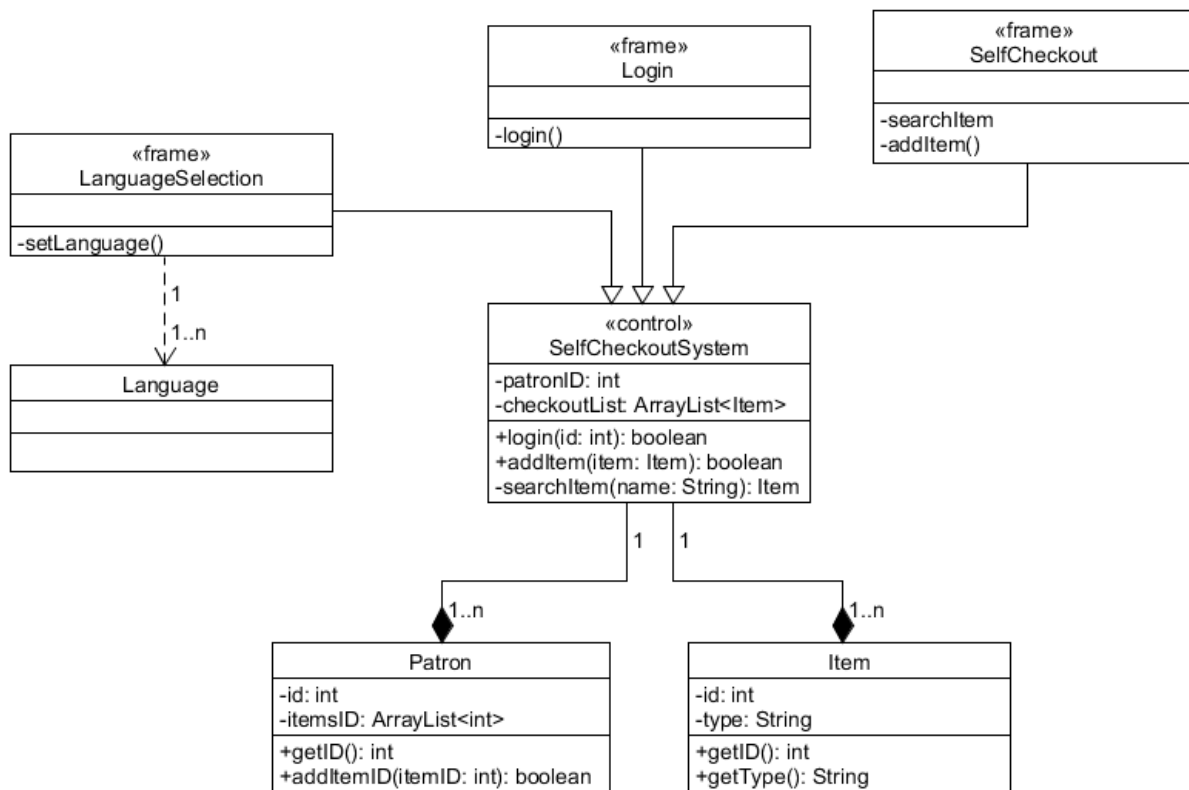 «frame»
Login
-login()
«frame»
SelfCheckout
-searchItem
-addItem()
«frame»
LanguageSelection
-setLanguage()
1
1..n
Language
«control»
SelfCheckoutSystem
-patronID: int
-checkoutList: ArrayList<Item>
+login(id: int): boolean
+addItem(item: Item): boolean
-searchItem(name: String): Item
1
1
1..n
1..n
Patron
-id: int
-itemsID: ArrayList<int>
+getID(): int
+addItemID(itemID: int): boolean
Item
-id: int
-type: String
+getID(): int
+getType(): String